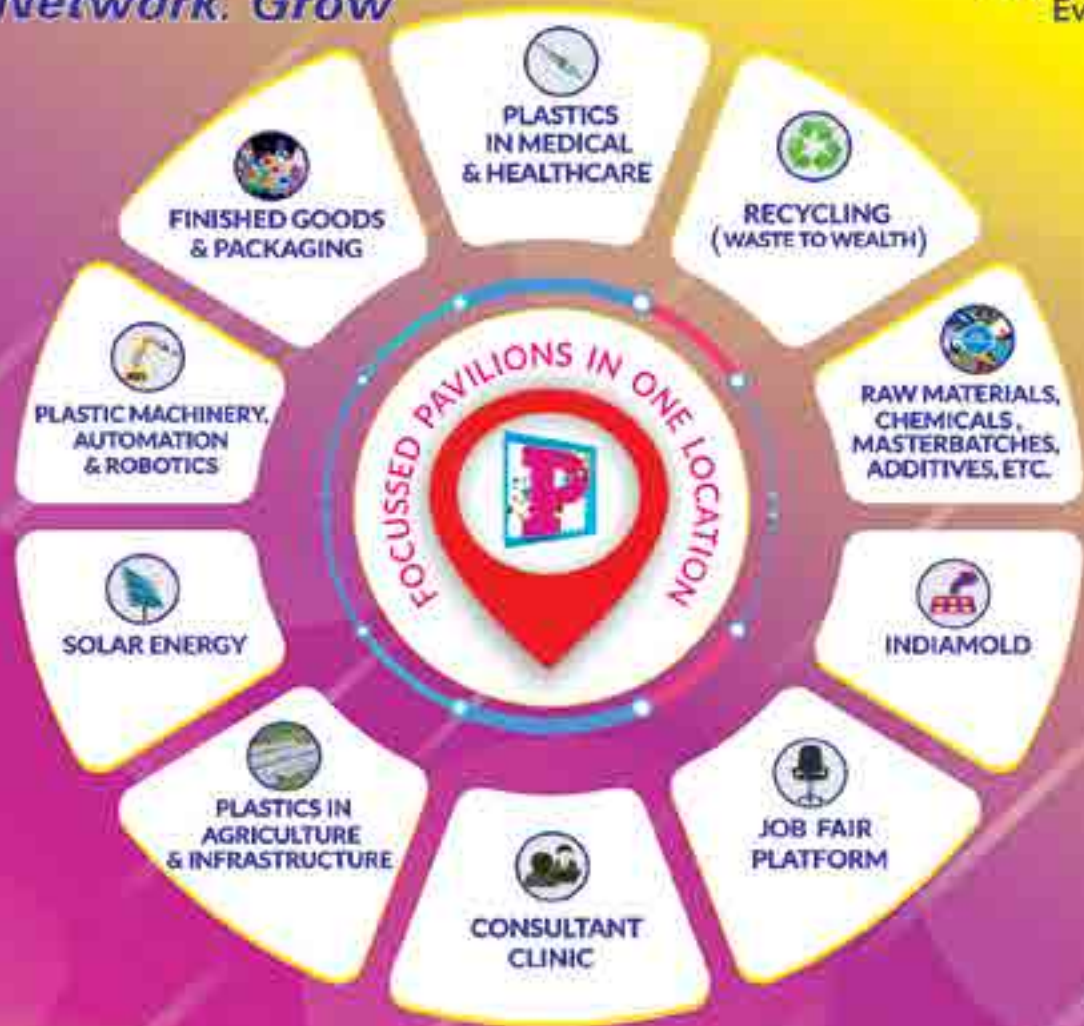 Network. Grow
Ev
PLASTICS
IN MEDICAL
& HEALTHCARE
RECYCLING
(WASTE TO WEALTH)
RAW MATERIALS,
CHEMICALS,
MASTERBATCHES,
ADDITIVES, ETC.
INDIAMOLD
JOB FAIR
PLATFORM
CONSULTANT
CLINIC
PLASTICS IN
AGRICULTURE
& INFRASTRUCTURE
SOLAR ENERGY
PLASTIC MACHINERY,
AUTOMATION
& ROBOTICS
FINISHED GOODS
& PACKAGING
FOCUSSED PAVILIONS IN ONE LOCATION
P